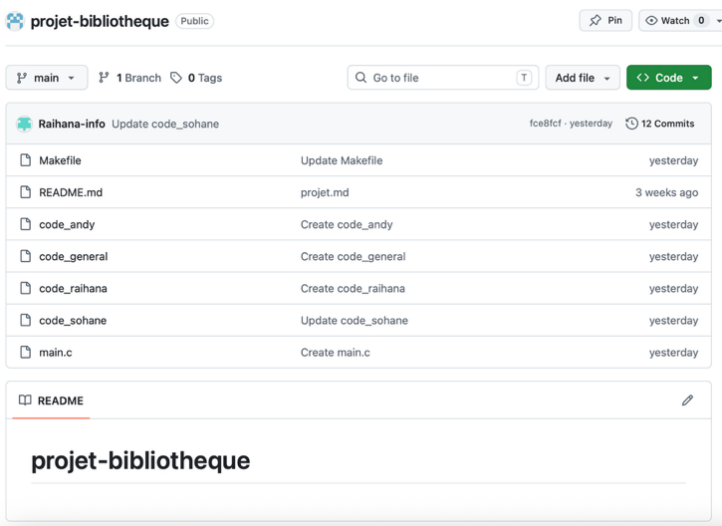 projet-bibliotheque Public Pin Watch 0
main 1 Branch 0 Tags Go to file T Add file Code
Raihana-info Update code_sohane fce8fcf · yesterday 12 Commits
Makefile Update Makefile yesterday
README.md projet.md 3 weeks ago
code_andy Create code_andy yesterday
code_general Create code_general yesterday
code_raihana Create code_raihana yesterday
code_sohane Update code_sohane yesterday
main.c Create main.c yesterday
README
projet-bibliotheque